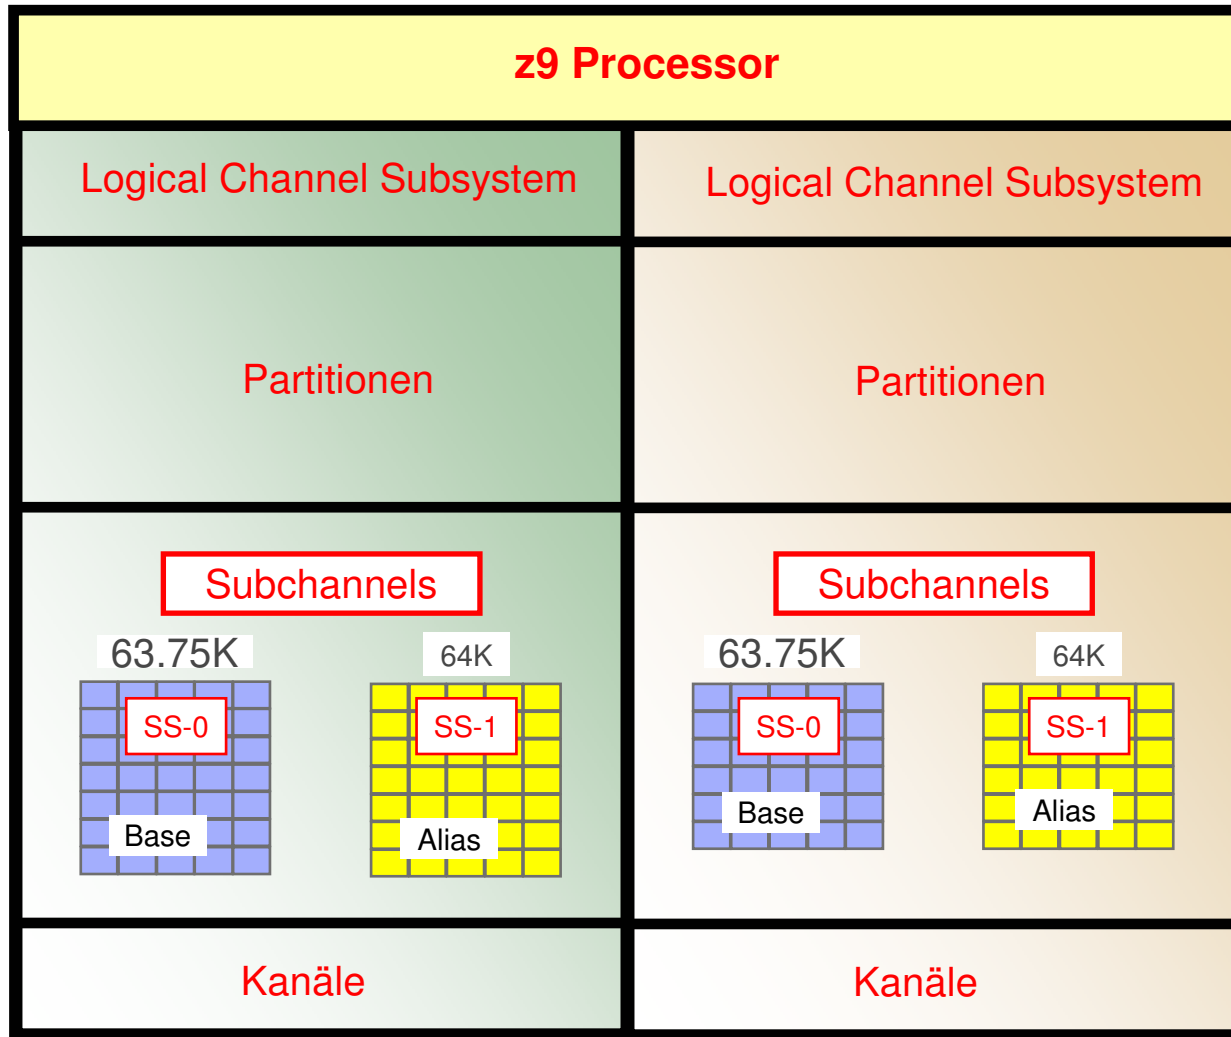 z9 Processor
Logical Channel Subsystem
Logical Channel Subsystem
Partitionen
Partitionen
Subchannels
63.75K
64K
SS-0
SS-1
Base
Alias
Subchannels
63.75K
64K
SS-0
SS-1
Base
Alias
Kanäle
Kanäle